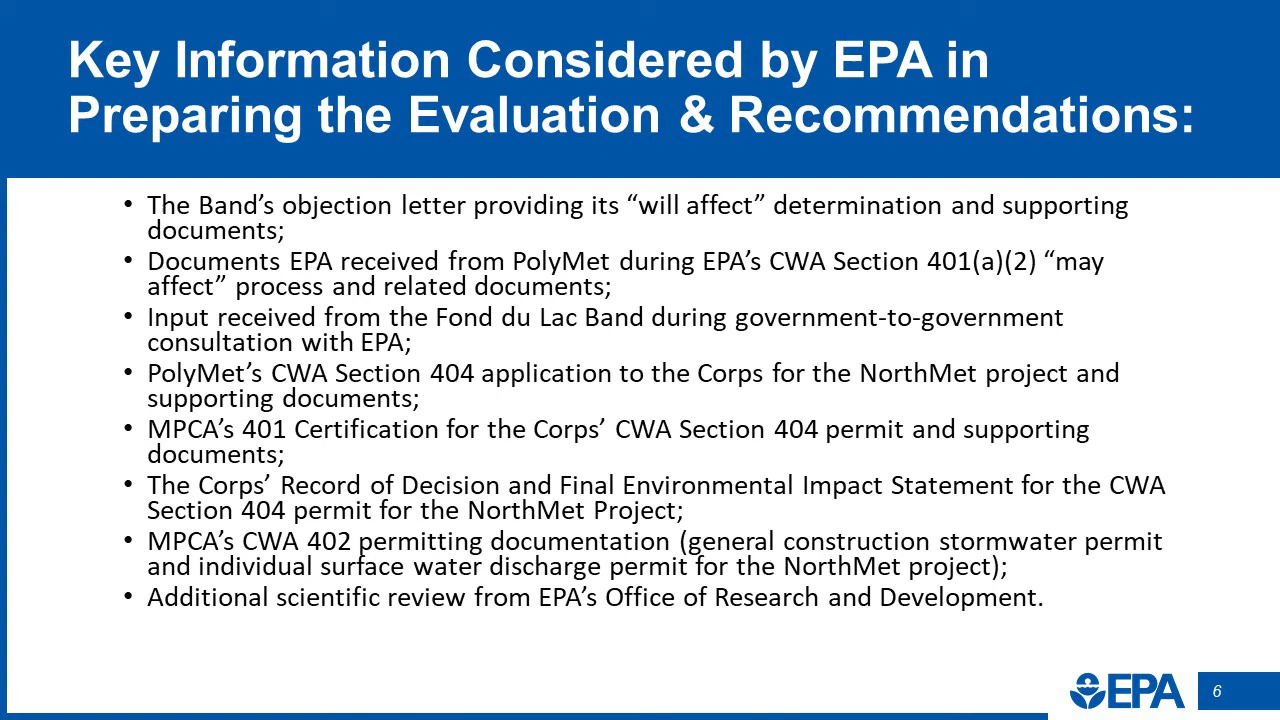 Key Information Considered by EPA in
Preparing the Evaluation & Recommendations:
• The Band’s objection letter providing its “will affect” determination and supporting
documents;
• Documents EPA received from PolyMet during EPA’s CWA Section 401(a)(2) “may
affect” process and related documents;
• Input received from the Fond du Lac Band during government-to-government
consultation with EPA;
• PolyMet’s CWA Section 404 application to the Corps for the NorthMet project and
supporting documents;
• MPCA’s 401 Certification for the Corps’ CWA Section 404 permit and supporting
documents;
• The Corps’ Record of Decision and Final Environmental Impact Statement for the CWA
Section 404 permit for the NorthMet Project;
• MPCA’s CWA 402 permitting documentation (general construction stormwater permit
and individual surface water discharge permit for the NorthMet project);
• Additional scientific review from EPA’s Office of Research and Development.
EPA
6